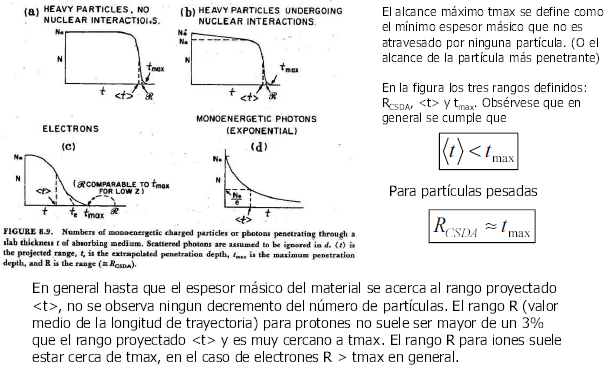 (a) HEAVY PARTICLES, NO
NUCLEAR INTERACTIONS.
N₀
N
t
tmax
<t>
ℛ
(b) HEAVY PARTICLES UNDERGOING
NUCLEAR INTERACTIONS.
N₀
N₀
N
t
tmax
<t>
ℛ
ELECTRONS
(c)
N₀
N
<t>
(ℛ COMPARABLE TO tmax
FOR LOW Z)
t
te
tmax
ℛ
MONOENERGETIC PHOTONS
(EXPONENTIAL)
(d)
N₀
N
N₀
e
<t>
t
FIGURE 8.9. Numbers of monoenergetic charged particles or photons penetrating through a
slab thickness t of absorbing medium. Scattered photons are assumed to be ignored in d. ⟨t⟩ is
the projected range, tₑ is the extrapolated penetration depth, tmax is the maximum penetration
depth, and R is the range (≅ RCSDA).
El alcance máximo tmax se define como
el mínimo espesor másico que no es
atravesado por ninguna partícula. (O el
alcance de la partícula más penetrante)
En la figura los tres rangos definidos:
RCSDA, <t> y tmax. Obsérvese que en
general se cumple que
⟨t⟩ < tmax
Para partículas pesadas
RCSDA ≈ tmax
En general hasta que el espesor másico del material se acerca al rango proyectado
<t>, no se observa ningun decremento del número de partículas. El rango R (valor
medio de la longitud de trayectoria) para protones no suele ser mayor de un 3%
que el rango proyectado <t> y es muy cercano a tmax. El rango R para iones suele
estar cerca de tmax, en el caso de electrones R > tmax en general.